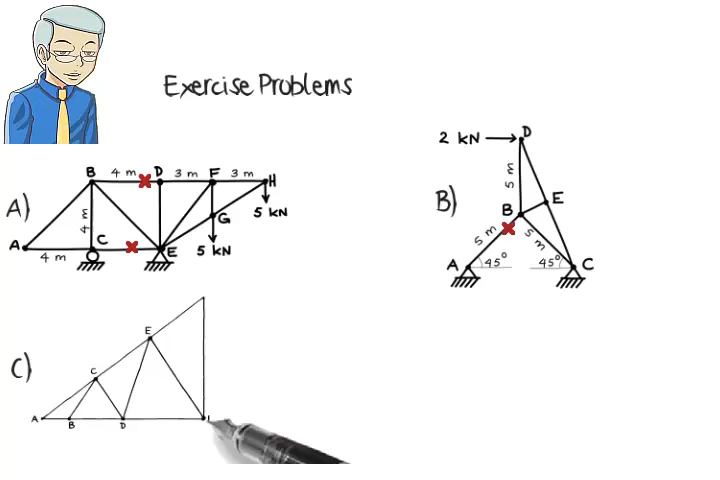 Exercise Problems
A)
B 4 m D 3 m F 3 m H
4 m
5 kN
G
A C E 5 kN
4 m
B)
2 kN D
5 m
B E
5 m 5 m
A 45° 45° C
C)
E
C
A B D